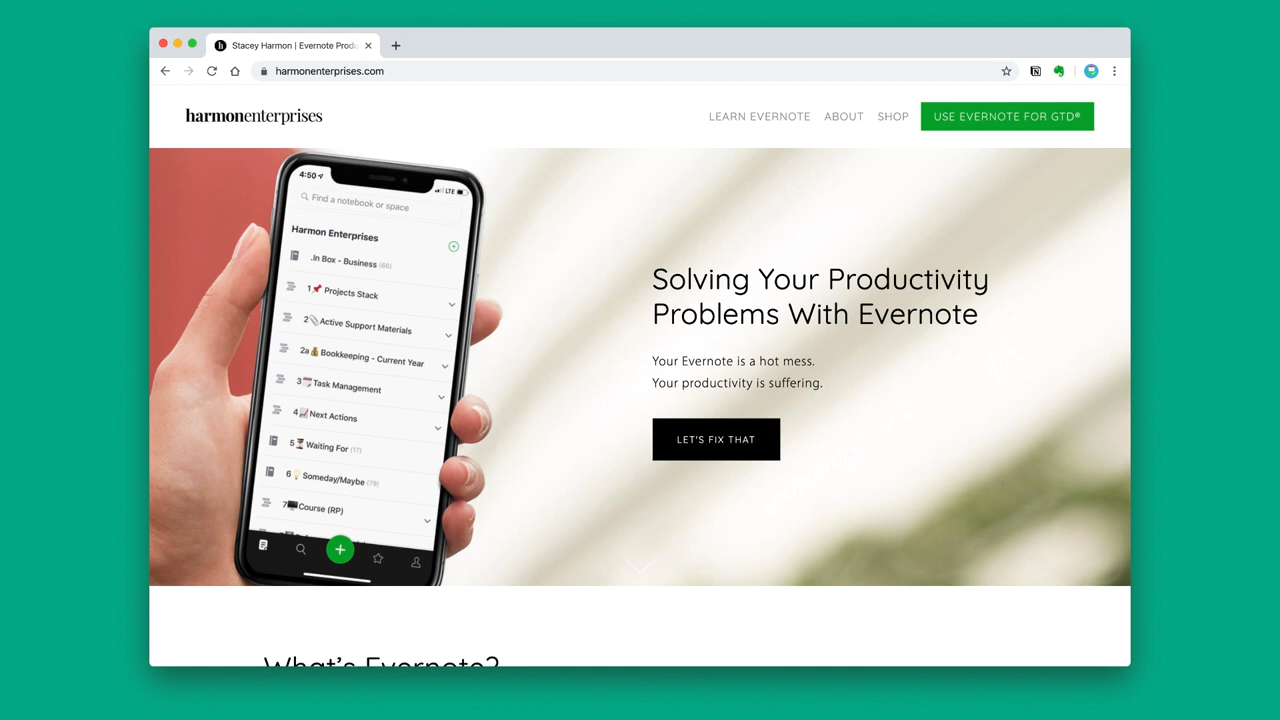 Stacey Harmon | Evernote Produ
harmonenterprises.com
harmonenterprises
LEARN EVERNOTE
ABOUT
SHOP
USE EVERNOTE FOR GTD®
4:50
LTE
Find a notebook or space
Harmon Enterprises
.In Box - Business (66)
1 Projects Stack
2 Active Support Materials
2a Bookkeeping - Current Year
3 Task Management
4 Next Actions
5 Waiting For (17)
6 Someday/Maybe (79)
7 Course (RP)
Solving Your Productivity
Problems With Evernote
Your Evernote is a hot mess.
Your productivity is suffering.
LET'S FIX THAT
What's Evernote?